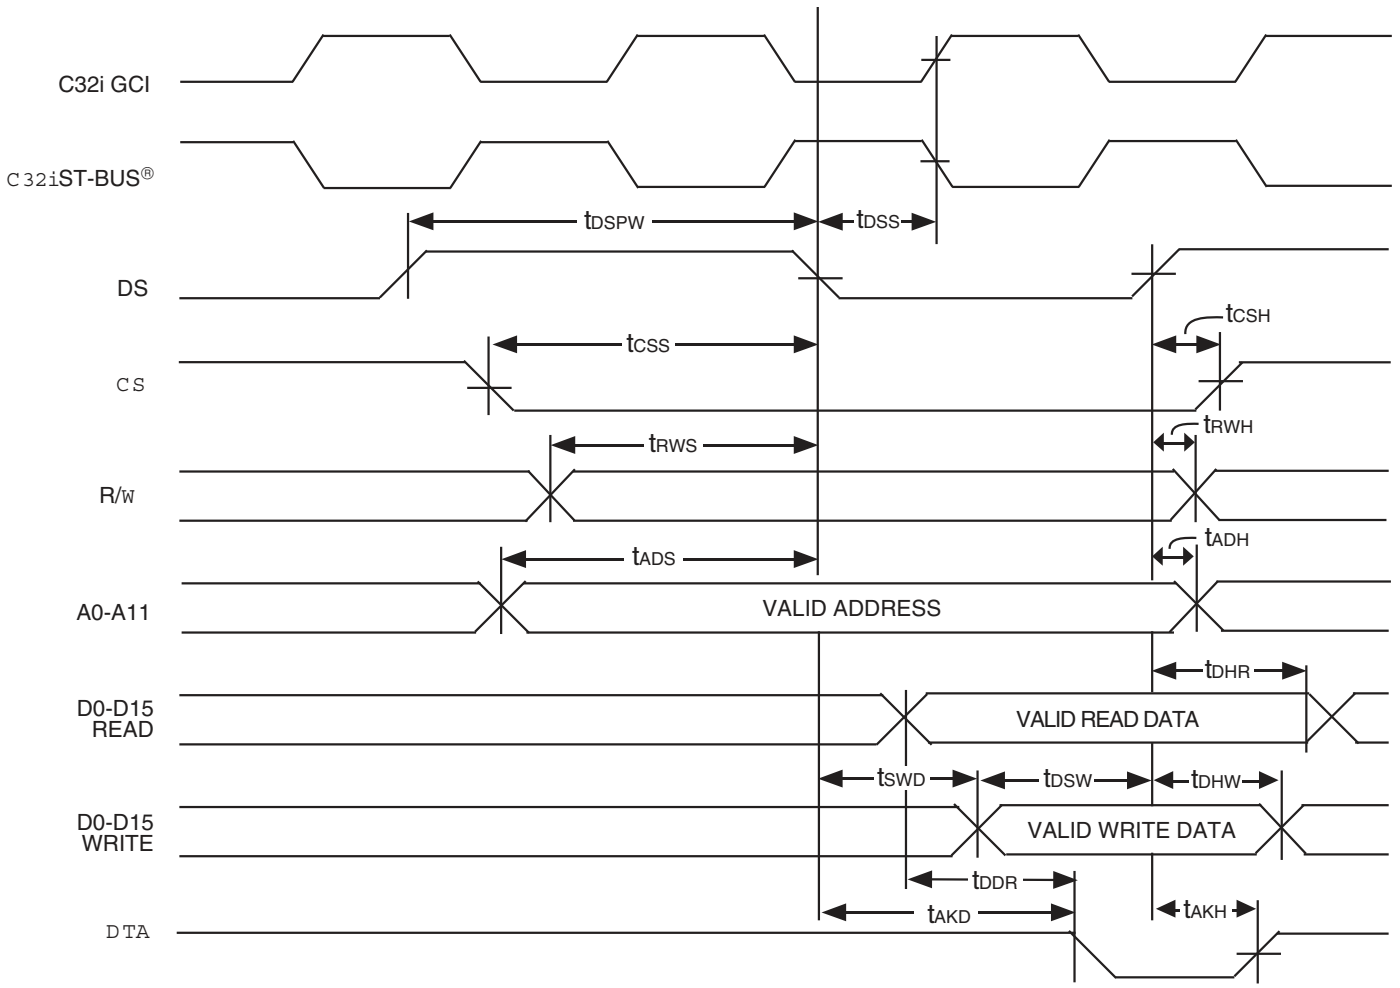 C32i GCI
C32iST-BUS®
tDSPW
tDSS
DS
tCSH
tCSS
CS
tRWH
tRWS
R/W
tADH
tADS
A0-A11
VALID ADDRESS
tDHR
D0-D15
READ
VALID READ DATA
tSWD
tDSW
tDHW
D0-D15
WRITE
VALID WRITE DATA
tDDR
tAKD
tAKH
DTA